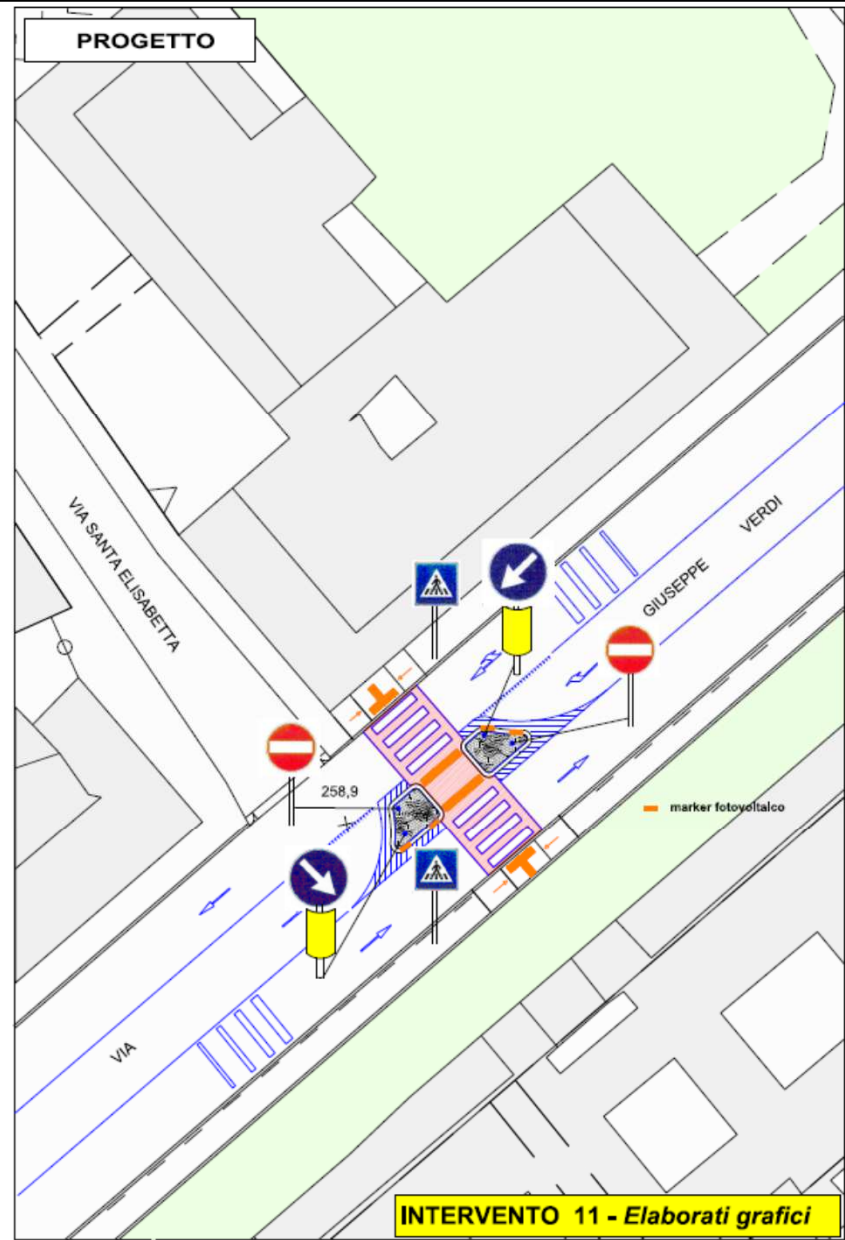 PROGETTO
VIA SANTA ELISABETTA
VERDI
GIUSEPPE
258,9
marker fotovoltaico
VIA
INTERVENTO 11 - Elaborati grafici